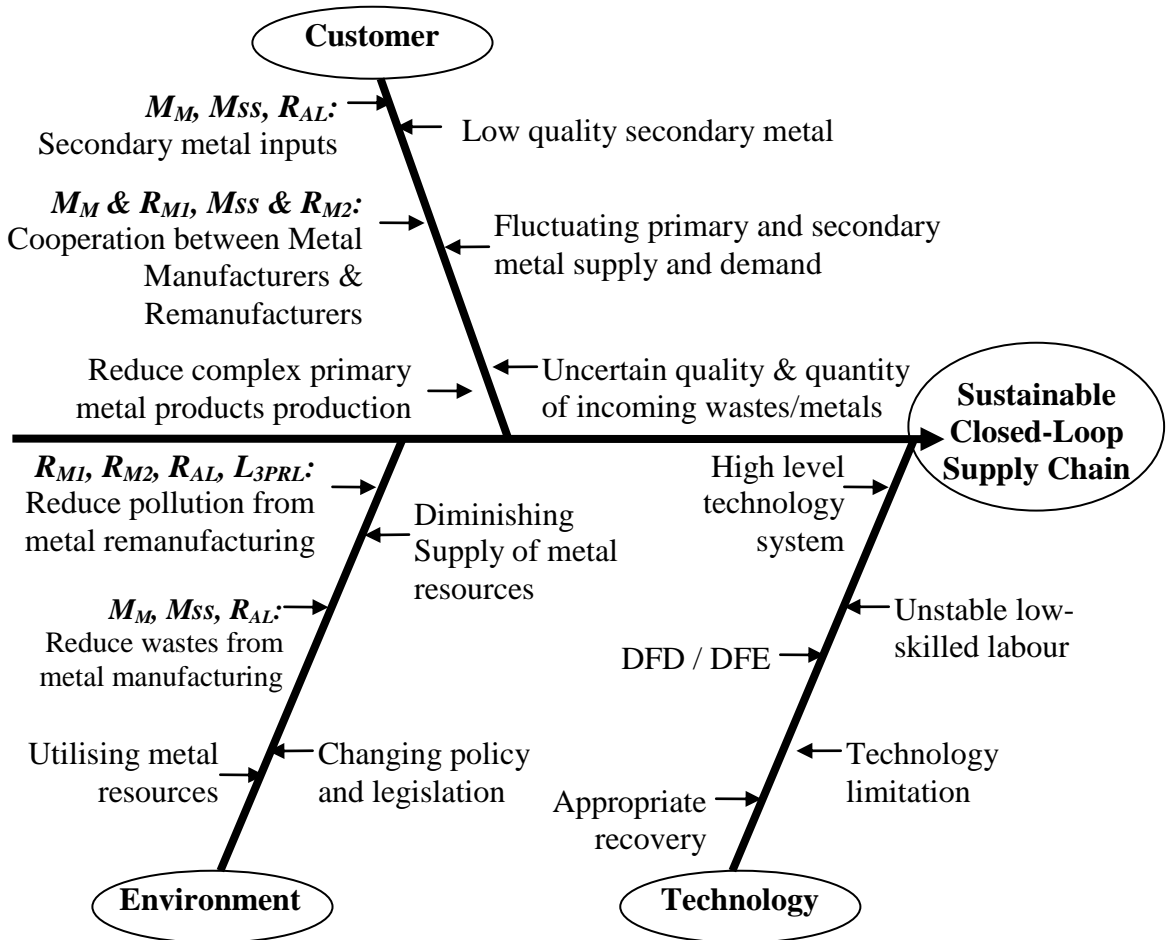 Customer
M_M, Mss, R_AL:
Secondary metal inputs
Low quality secondary metal
M_M & R_M1, Mss & R_M2:
Cooperation between Metal
Manufacturers &
Remanufacturers
Fluctuating primary and secondary
metal supply and demand
Reduce complex primary
metal products production
Uncertain quality & quantity
of incoming wastes/metals
Sustainable
Closed-Loop
Supply Chain
R_M1, R_M2, R_AL, L_3PRL:
Reduce pollution from
metal remanufacturing
Diminishing
Supply of metal
resources
M_M, Mss, R_AL:
Reduce wastes from
metal manufacturing
Utilising metal
resources
Changing policy
and legislation
Environment
High level
technology
system
Unstable low-
skilled labour
DFD / DFE
Technology
limitation
Appropriate
recovery
Technology